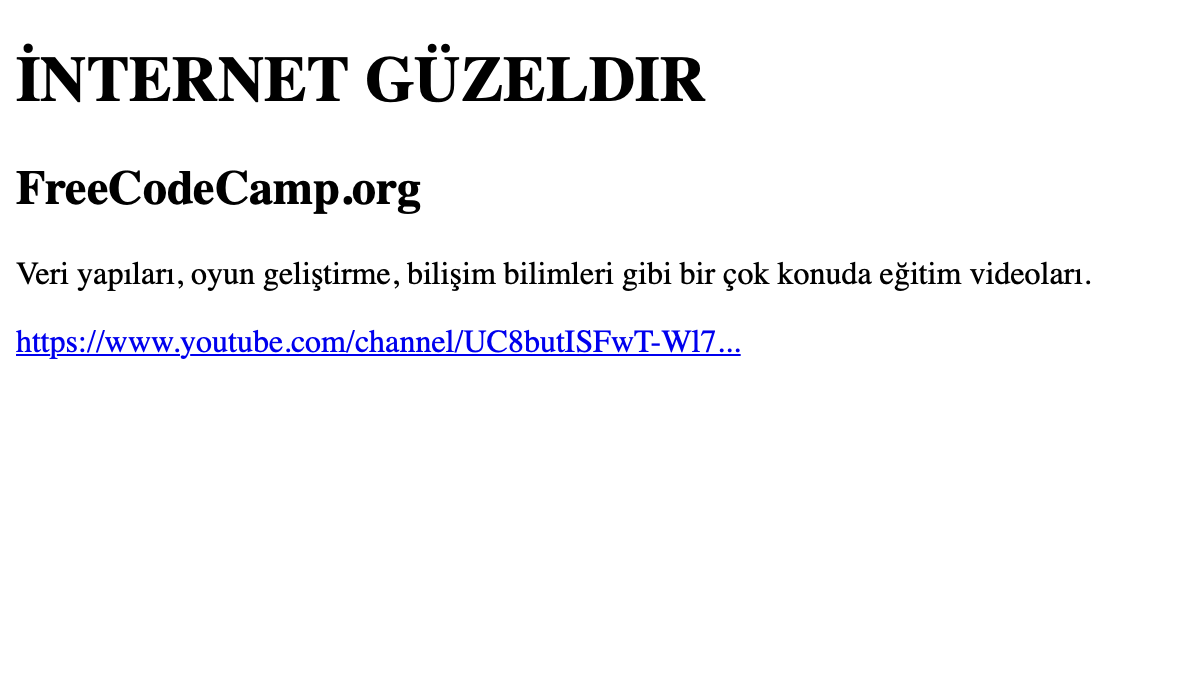 İNTERNET GÜZELDIR
FreeCodeCamp.org
Veri yapıları, oyun geliştirme, bilişim bilimleri gibi bir çok konuda eğitim videoları.
https://www.youtube.com/channel/UC8butISFwT-Wl7...